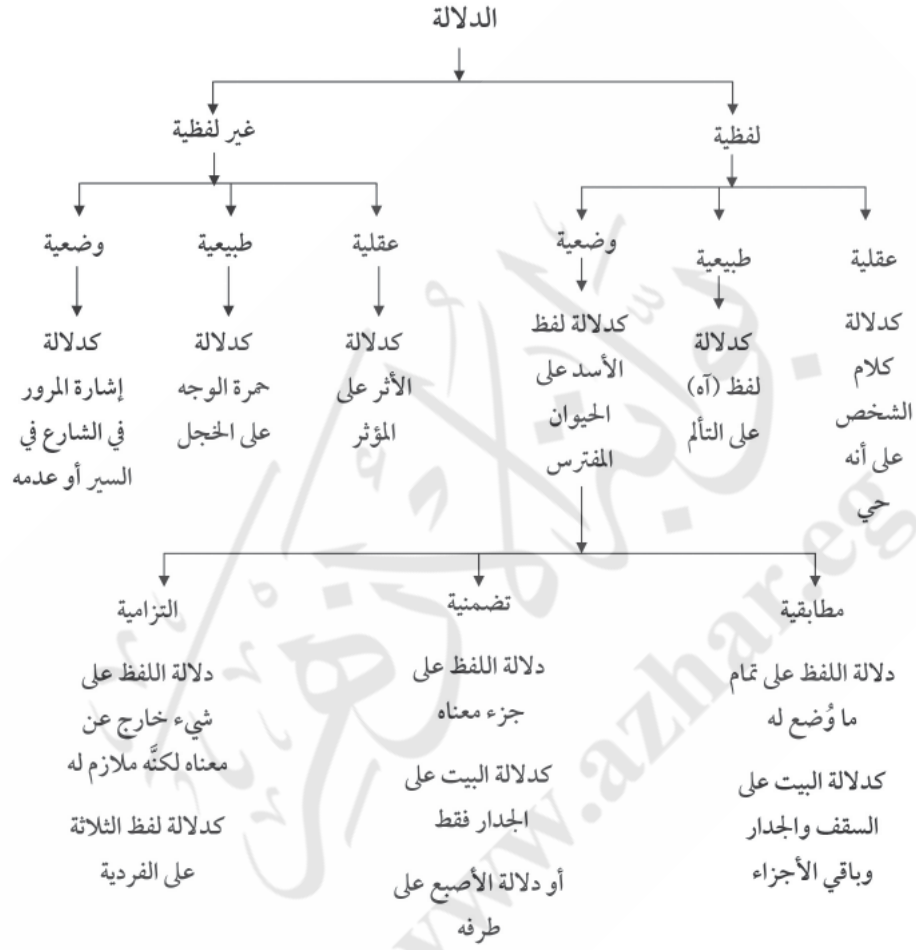 الدلالة
لفظية
غير لفظية
عقلية
كدلالة
كلام
الشخص
على أنه
حي
طبيعية
كدلالة
لفظ (آه)
على التألم
وضعية
كدلالة لفظ
الأسد على
الحيوان
المفترس
عقلية
كدلالة
الأثر على
المؤثر
طبيعية
كدلالة
حمرة الوجه
على الخجل
وضعية
كدلالة
إشارة المرور
في الشارع في
السير أو عدمه
مطابقية
دلالة اللفظ على تمام
ما وُضع له
كدلالة البيت على
السقف والجدار
وباقي الأجزاء
تضمنية
دلالة اللفظ على
جزء معناه
كدلالة البيت على
الجدار فقط
أو دلالة الأصبع على
طرفه
التزامية
دلالة اللفظ على
شيء خارج عن
معناه لكنَّه ملازم له
كدلالة لفظ الثلاثة
على الفردية
www.azhar.eg